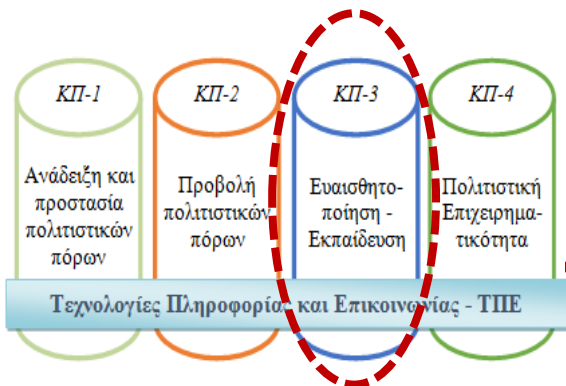 ΚΠ-1
ΚΠ-2
ΚΠ-3
ΚΠ-4
Ανάδειξη και
προστασία
πολιτιστικών
πόρων
Προβολή
πολιτιστικών
πόρων
Ευαισθητο-
ποίηση -
Εκπαίδευση
Πολιτιστική
Επιχειρημα-
τικότητα
Τεχνολογίες Πληροφορίας και Επικοινωνίας - ΤΠΕ